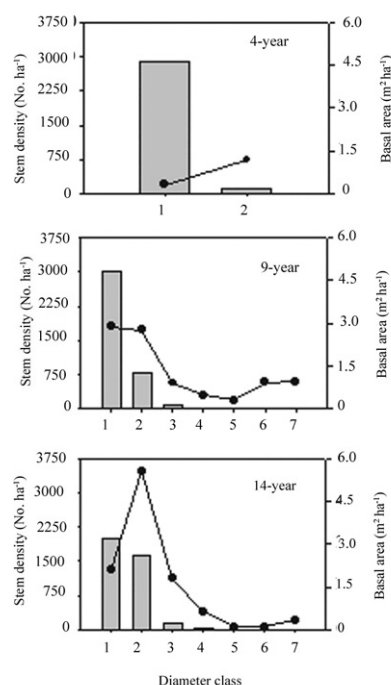 3750
3000
2250
1500
750
0
Stem density (No. ha⁻¹)
4-year
6.0
4.5
3.0
1.5
0
Basal area (m² ha⁻¹)
1 2
3750
3000
2250
1500
750
0
Stem density (No. ha⁻¹)
9-year
6.0
4.5
3.0
1.5
0
Basal area (m² ha⁻¹)
1 2 3 4 5 6 7
3750
3000
2250
1500
750
0
Stem density (No. ha⁻¹)
14-year
6.0
4.5
3.0
1.5
0
Basal area (m² ha⁻¹)
1 2 3 4 5 6 7
Diameter class